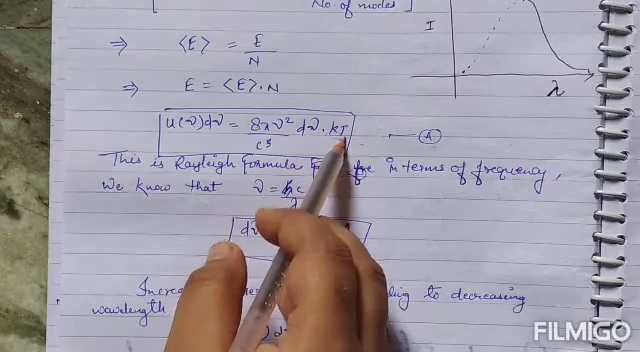 No of modes
I
⇒ <E> = E/N
⇒ E = <E>·N
λ
u(ν)dν = 8πν²/c³ dν · kT
A
This is Rayleigh Formula in terms of frequency,
We know that ν = c/λ
dν
to decreasing
wavelength
FILMIGO